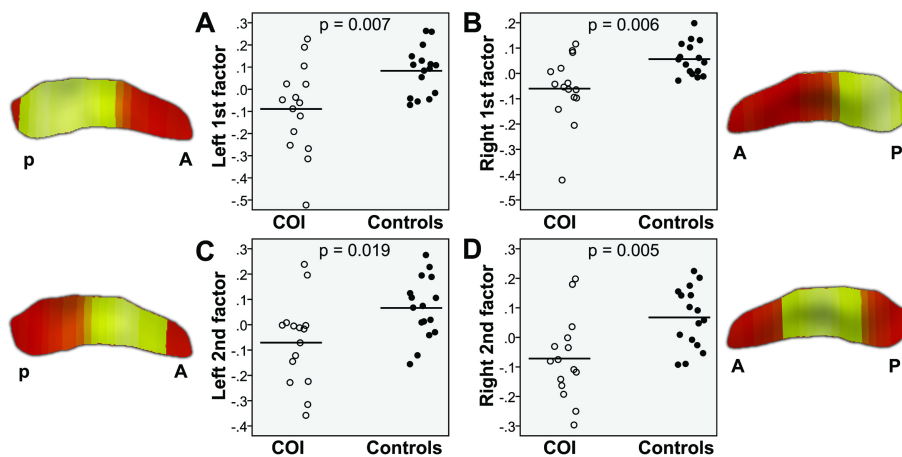 A
p = 0.007
Left 1st factor
.3
.2
.1
.0
-.1
-.2
-.3
-.4
-.5
COI Controls
p A
B
p = 0.006
Right 1st factor
.2
.1
.0
-.1
-.2
-.3
-.4
-.5
COI Controls
A P
C
p = 0.019
Left 2nd factor
.3
.2
.1
.0
-.1
-.2
-.3
-.4
COI Controls
p A
D
p = 0.005
Right 2nd factor
.3
.2
.1
.0
-.1
-.2
-.3
COI Controls
A P